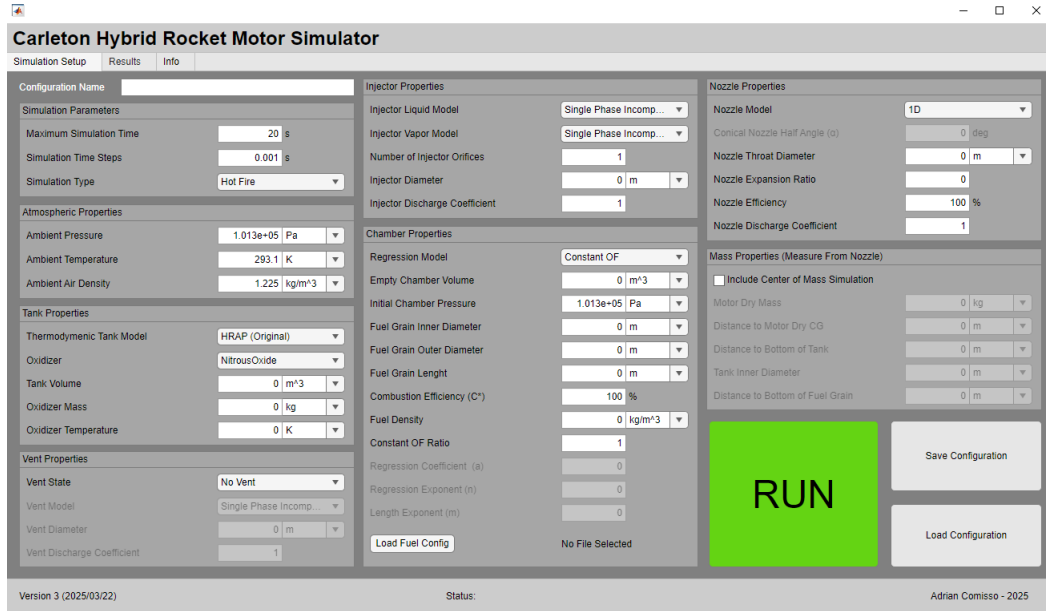 Carleton Hybrid Rocket Motor Simulator
Simulation Setup Results Info
Configuration Name
Simulation Parameters
Maximum Simulation Time 20 s
Simulation Time Steps 0.001 s
Simulation Type Hot Fire
Atmospheric Properties
Ambient Pressure 1.013e+05 Pa
Ambient Temperature 293.1 K
Ambient Air Density 1.225 kg/m^3
Tank Properties
Thermodymenic Tank Model HRAP (Original)
Oxidizer NitrousOxide
Tank Volume 0 m^3
Oxidizer Mass 0 kg
Oxidizer Temperature 0 K
Vent Properties
Vent State No Vent
Vent Model Single Phase Incomp...
Vent Diameter 0 m
Vent Discharge Coefficient 1
Injector Properties
Injector Liquid Model Single Phase Incomp...
Injector Vapor Model Single Phase Incomp...
Number of Injector Orifices 1
Injector Diameter 0 m
Injector Discharge Coefficient 1
Chamber Properties
Regression Model Constant OF
Empty Chamber Volume 0 m^3
Initial Chamber Pressure 1.013e+05 Pa
Fuel Grain Inner Diameter 0 m
Fuel Grain Outer Diameter 0 m
Fuel Grain Lenght 0 m
Combustion Efficiency (C*) 100 %
Fuel Density 0 kg/m^3
Constant OF Ratio 1
Regression Coefficient (a) 0
Regression Exponent (n) 0
Length Exponent (m) 0
Load Fuel Config No File Selected
Nozzle Properties
Nozzle Model 1D
Conical Nozzle Half Angle (α) 0 deg
Nozzle Throat Diameter 0 m
Nozzle Expansion Ratio 0
Nozzle Efficiency 100 %
Nozzle Discharge Coefficient 1
Mass Properties (Measure From Nozzle)
Include Center of Mass Simulation
Motor Dry Mass 0 kg
Distance to Motor Dry CG 0 m
Distance to Bottom of Tank 0 m
Tank Inner Diameter 0 m
Distance to Bottom of Fuel Grain 0 m
RUN
Save Configuration
Load Configuration
Version 3 (2025/03/22) Status: Adrian Comisso - 2025